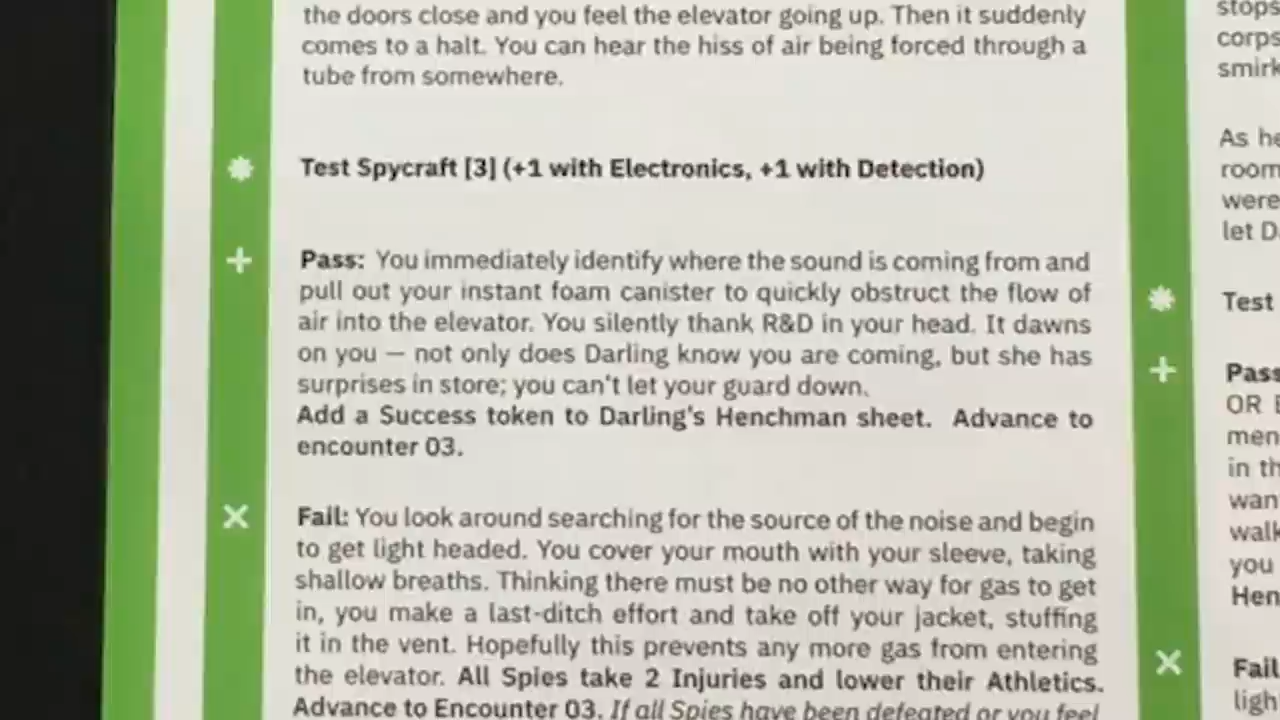 the doors close and you feel the elevator going up. Then it suddenly
comes to a halt. You can hear the hiss of air being forced through a
tube from somewhere.
Test Spycraft [3] (+1 with Electronics, +1 with Detection)
Pass: You immediately identify where the sound is coming from and
pull out your instant foam canister to quickly obstruct the flow of
air into the elevator. You silently thank R&D in your head. It dawns
on you — not only does Darling know you are coming, but she has
surprises in store; you can't let your guard down.
Add a Success token to Darling's Henchman sheet. Advance to
encounter 03.
Fail: You look around searching for the source of the noise and begin
to get light headed. You cover your mouth with your sleeve, taking
shallow breaths. Thinking there must be no other way for gas to get
in, you make a last-ditch effort and take off your jacket, stuffing
it in the vent. Hopefully this prevents any more gas from entering
the elevator. All Spies take 2 Injuries and lower their Athletics.
Advance to Encounter 03. If all Spies have been defeated or you feel
stops
corps
smirk
As he
room
were
let D
Test
Pass
OR E
men
in th
wan
walk
you
Hen
Fail
ligh